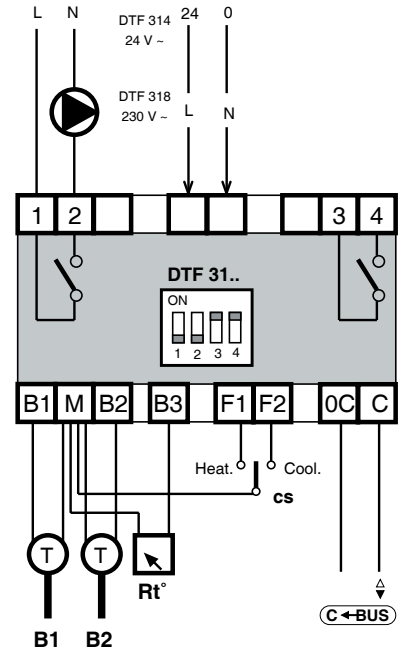 L N DTF 314 24 0
24 V ~
DTF 318 L N
230 V ~
1 2 3 4
DTF 31..
ON
1 2 3 4
B1 M B2 B3 F1 F2 0C C
Heat. Cool.
cs
T T
Rt°
C BUS
B1 B2